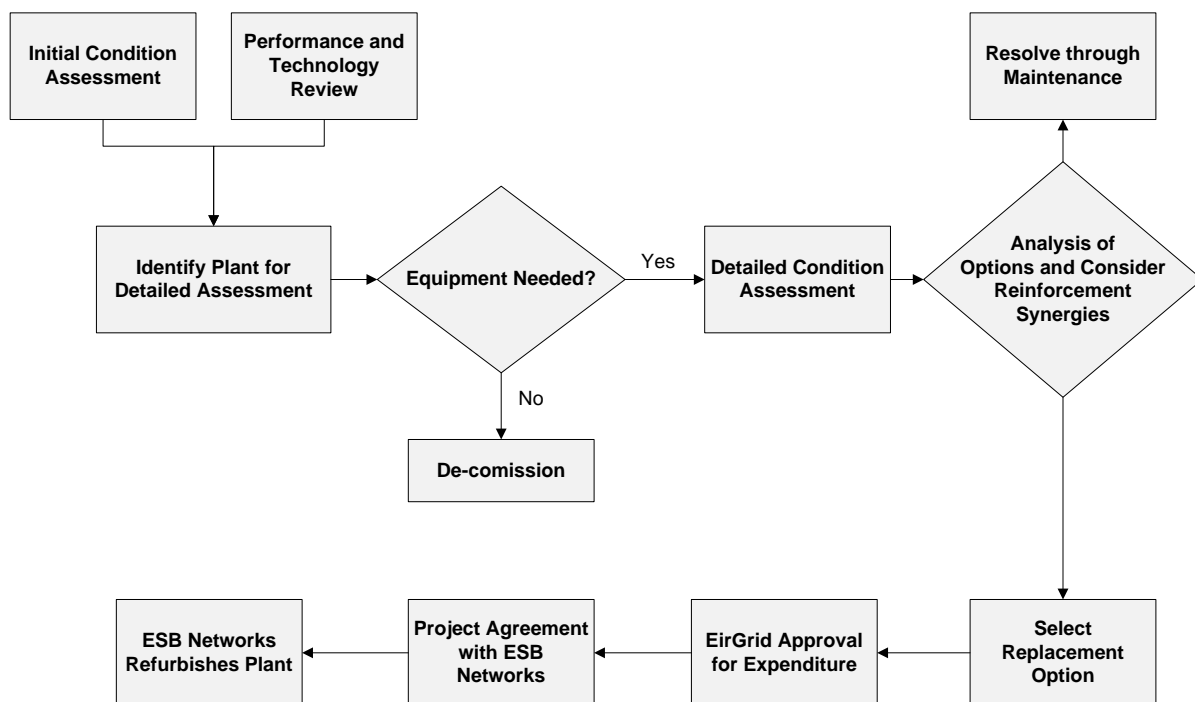 Initial Condition
Assessment
Performance and
Technology
Review
Resolve through
Maintenance
Identify Plant for
Detailed Assessment
Equipment Needed?
Yes
Detailed Condition
Assessment
Analysis of
Options and Consider
Reinforcement
Synergies
No
De-comission
ESB Networks
Refurbishes Plant
Project Agreement
with ESB
Networks
EirGrid Approval
for Expenditure
Select
Replacement
Option